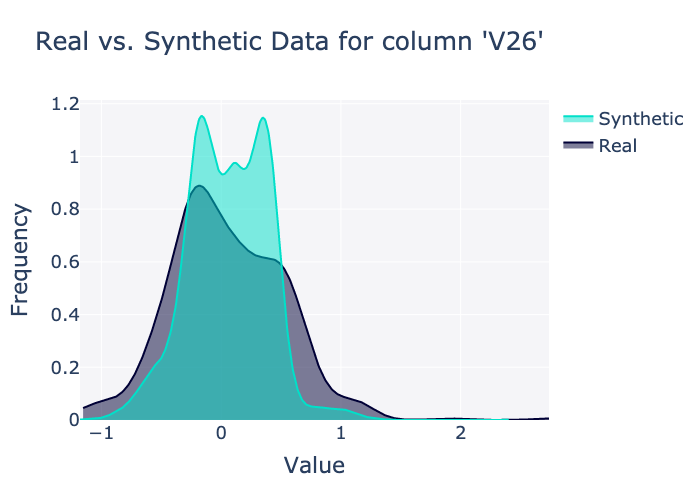 Real vs. Synthetic Data for column 'V26'
Synthetic
Real
Frequency
1.2
1
0.8
0.6
0.4
0.2
0
−1
0
1
2
Value